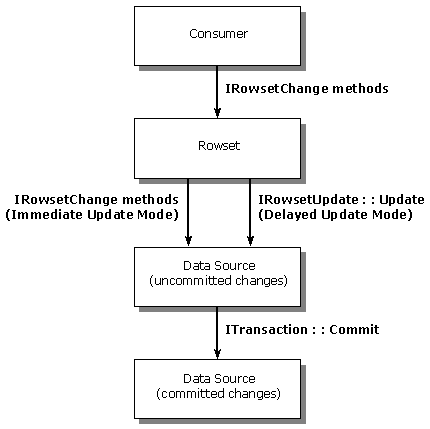 Consumer
IRowsetChange methods
Rowset
IRowsetChange methods
(Immediate Update Mode)
IRowsetUpdate : : Update
(Delayed Update Mode)
Data Source
(uncommitted changes)
ITransaction : : Commit
Data Source
(committed changes)